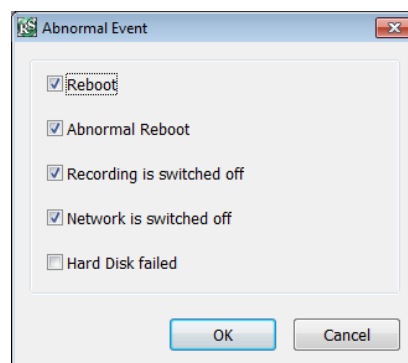 Abnormal Event
Reboot
Abnormal Reboot
Recording is switched off
Network is switched off
Hard Disk failed
OK Cancel